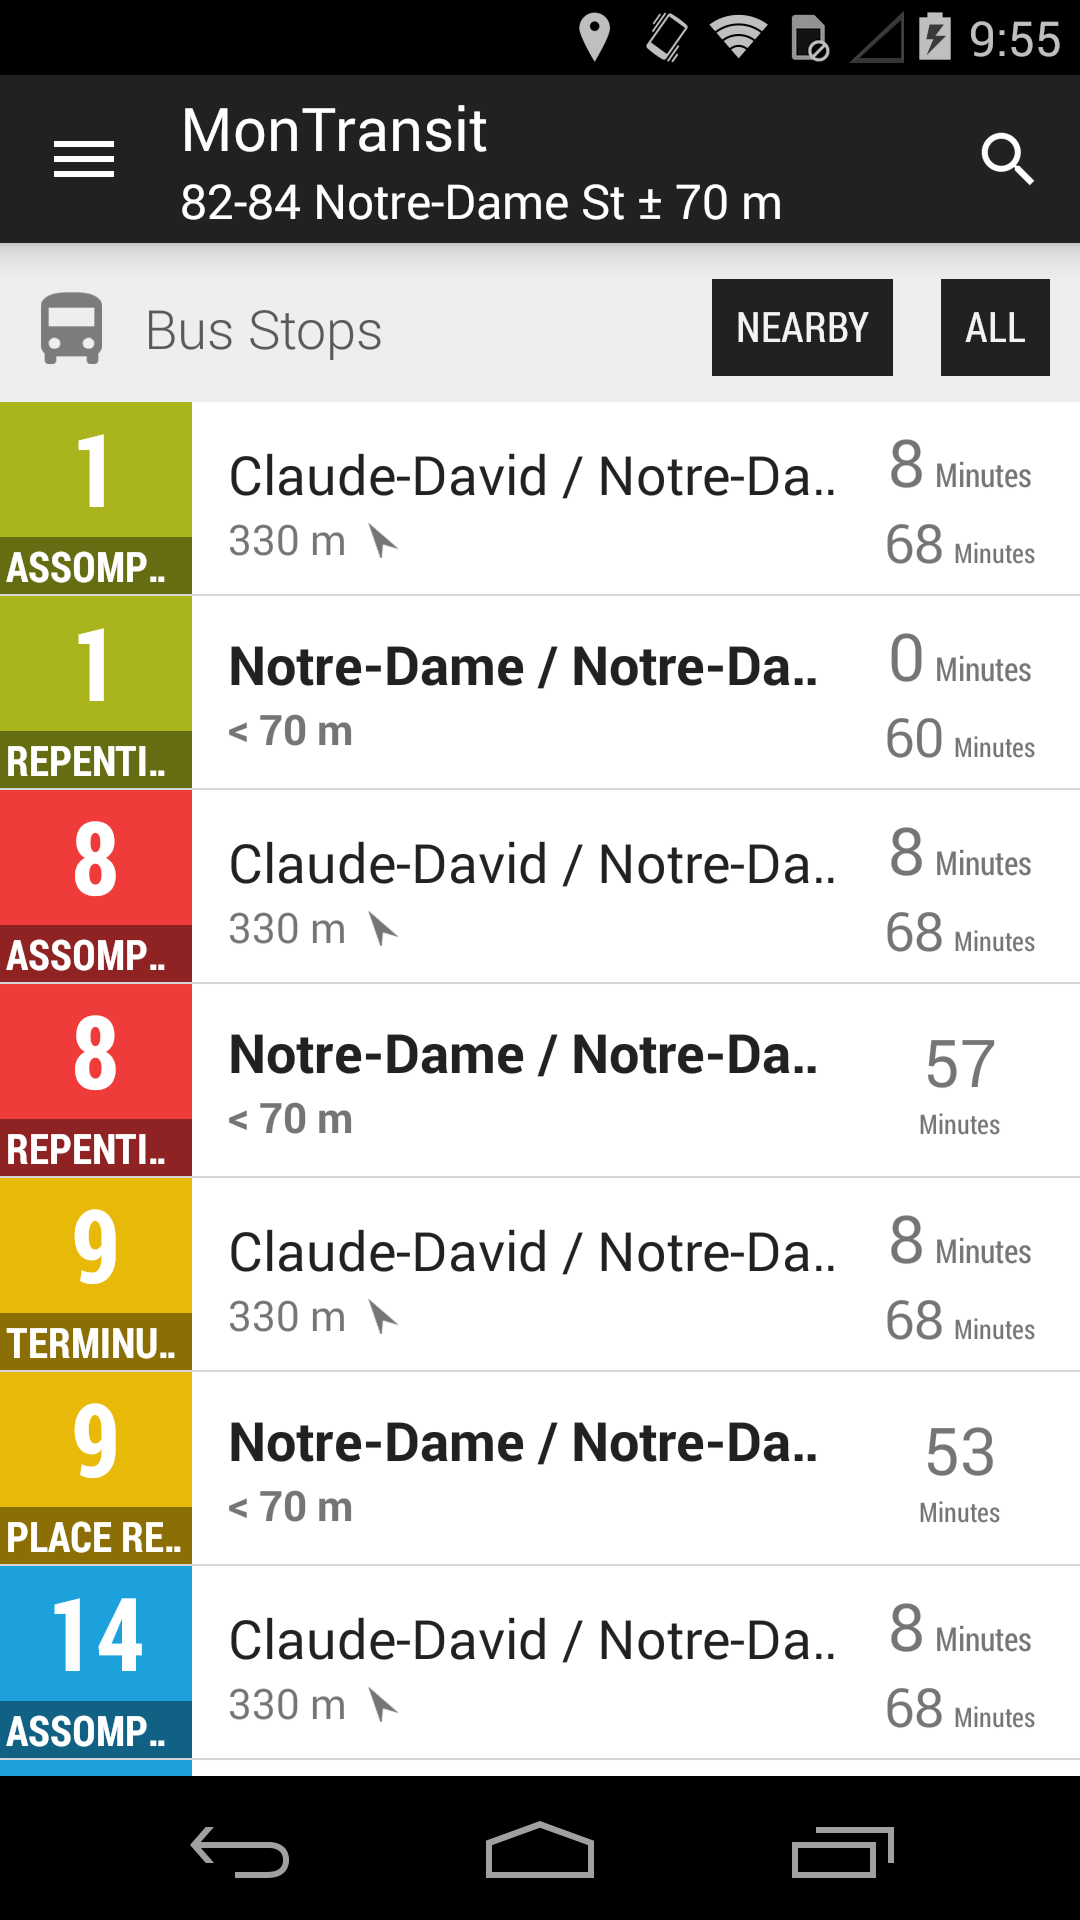 9:55
MonTransit
82-84 Notre-Dame St ± 70 m
Bus Stops
NEARBY
ALL
1
ASSOMP..
Claude-David / Notre-Da..
330 m
8 Minutes
68 Minutes
1
REPENTI..
Notre-Dame / Notre-Da..
< 70 m
0 Minutes
60 Minutes
8
ASSOMP..
Claude-David / Notre-Da..
330 m
8 Minutes
68 Minutes
8
REPENTI..
Notre-Dame / Notre-Da..
< 70 m
57
Minutes
9
TERMINU..
Claude-David / Notre-Da..
330 m
8 Minutes
68 Minutes
9
PLACE RE..
Notre-Dame / Notre-Da..
< 70 m
53
Minutes
14
ASSOMP..
Claude-David / Notre-Da..
330 m
8 Minutes
68 Minutes